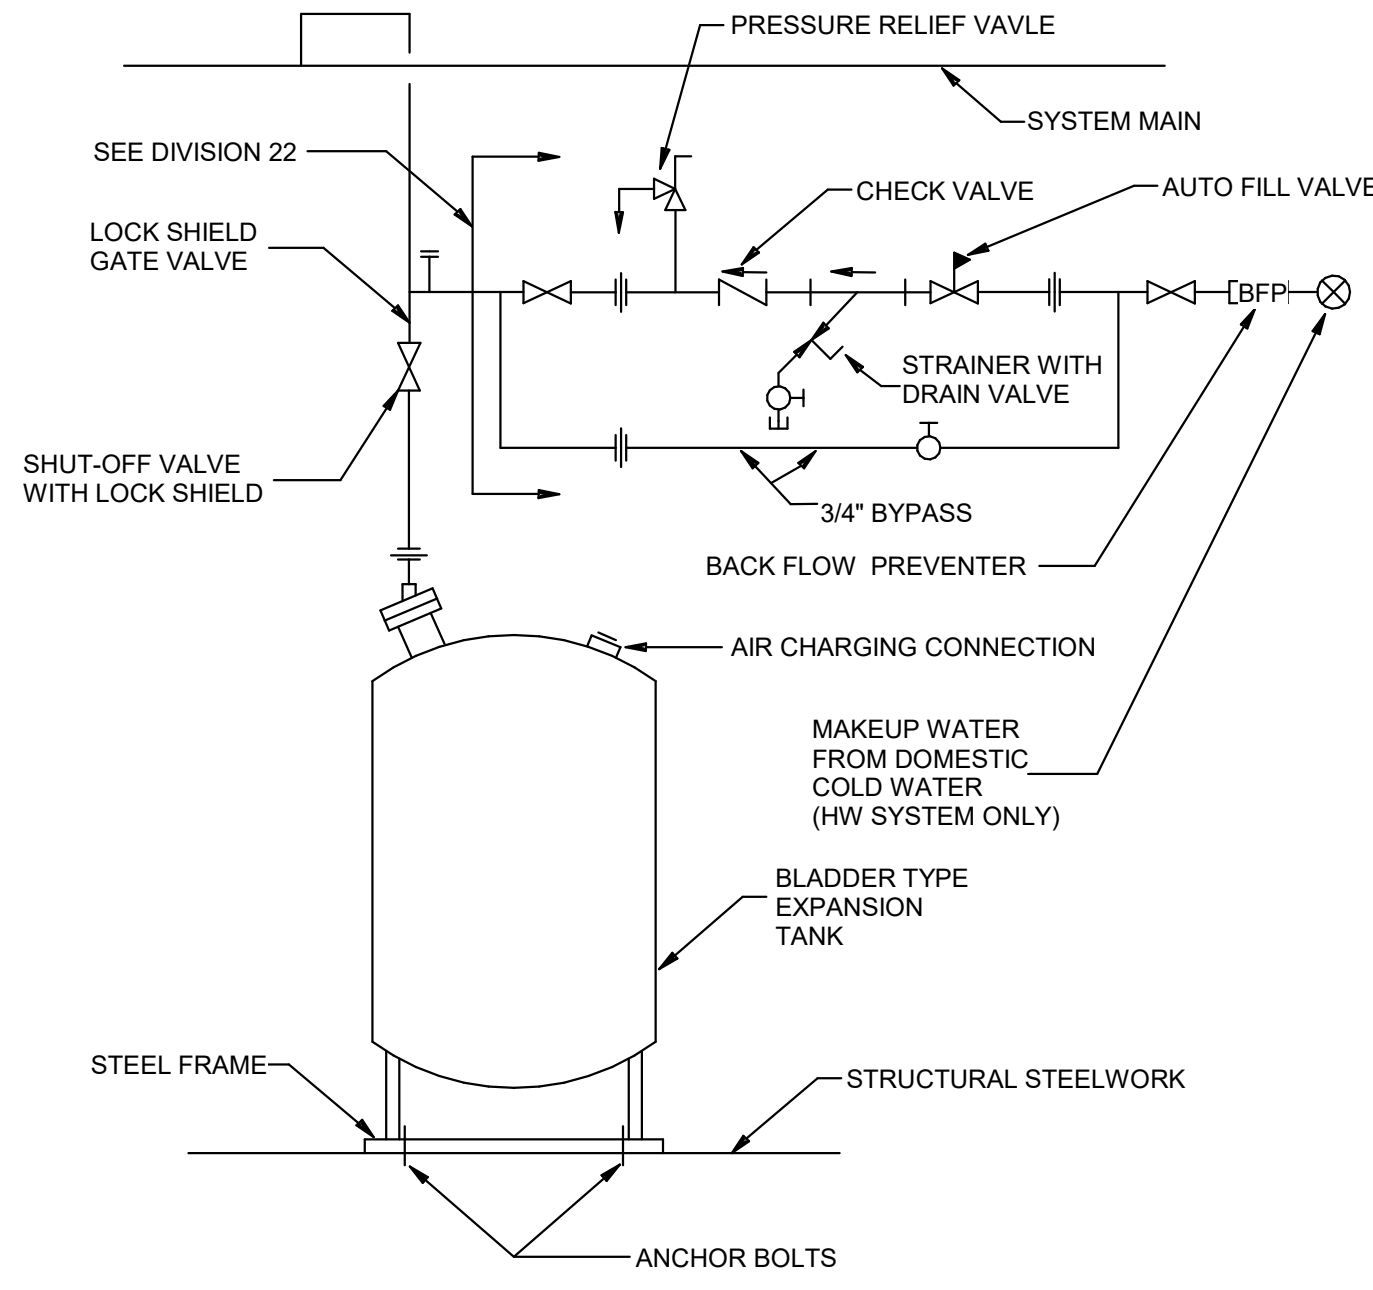 PRESSURE RELIEF VAVLE
SYSTEM MAIN
SEE DIVISION 22
CHECK VALVE
AUTO FILL VALVE
LOCK SHIELD
GATE VALVE
BFP
STRAINER WITH
DRAIN VALVE
SHUT-OFF VALVE
WITH LOCK SHIELD
3/4" BYPASS
BACK FLOW PREVENTER
AIR CHARGING CONNECTION
MAKEUP WATER
FROM DOMESTIC
COLD WATER
(HW SYSTEM ONLY)
BLADDER TYPE
EXPANSION
TANK
STEEL FRAME
STRUCTURAL STEELWORK
ANCHOR BOLTS